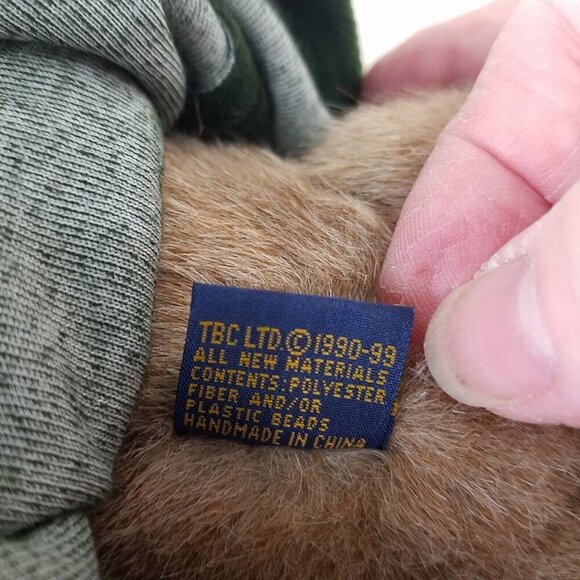 TBC LTD © 1990-99
ALL NEW MATERIALS
CONTENTS: POLYESTER
FIBER AND/OR
PLASTIC BEADS
HANDMADE IN CHINA